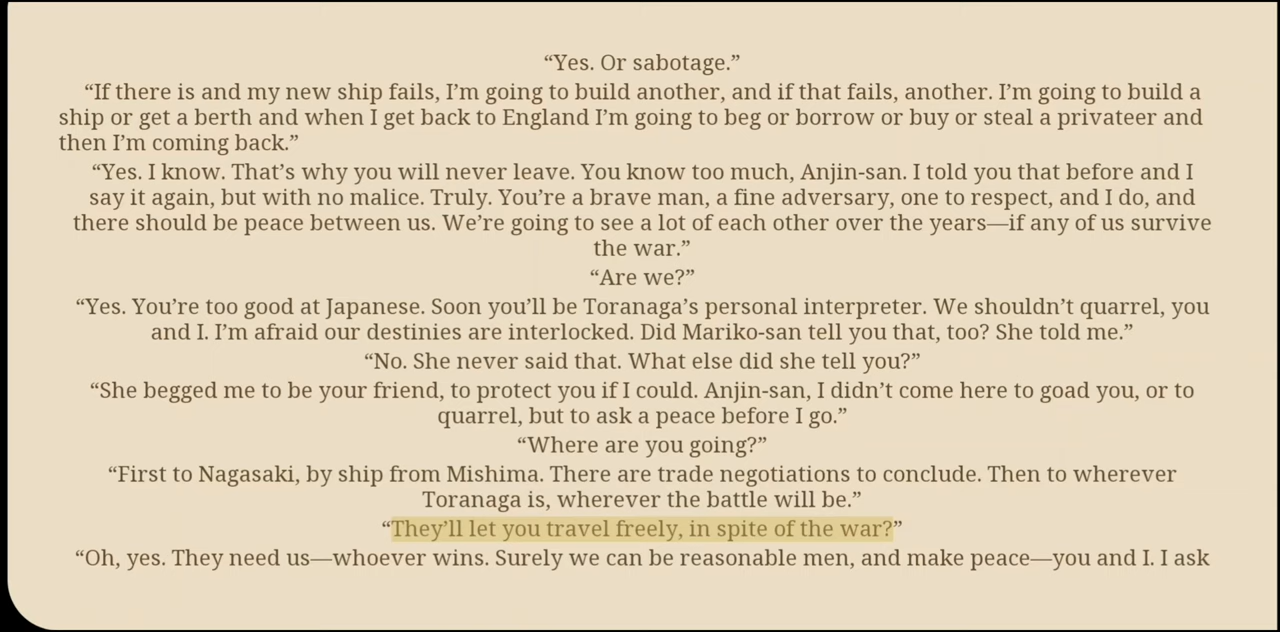 “Yes. Or sabotage.”
“If there is and my new ship fails, I’m going to build another, and if that fails, another. I’m going to build a
ship or get a berth and when I get back to England I’m going to beg or borrow or buy or steal a privateer and
then I’m coming back.”
“Yes. I know. That’s why you will never leave. You know too much, Anjin-san. I told you that before and I
say it again, but with no malice. Truly. You’re a brave man, a fine adversary, one to respect, and I do, and
there should be peace between us. We’re going to see a lot of each other over the years—if any of us survive
the war.”
“Are we?”
“Yes. You’re too good at Japanese. Soon you’ll be Toranaga’s personal interpreter. We shouldn’t quarrel, you
and I. I’m afraid our destinies are interlocked. Did Mariko-san tell you that, too? She told me.”
“No. She never said that. What else did she tell you?”
“She begged me to be your friend, to protect you if I could. Anjin-san, I didn’t come here to goad you, or to
quarrel, but to ask a peace before I go.”
“Where are you going?”
“First to Nagasaki, by ship from Mishima. There are trade negotiations to conclude. Then to wherever
Toranaga is, wherever the battle will be.”
“They’ll let you travel freely, in spite of the war?”
“Oh, yes. They need us—whoever wins. Surely we can be reasonable men, and make peace—you and I. I ask